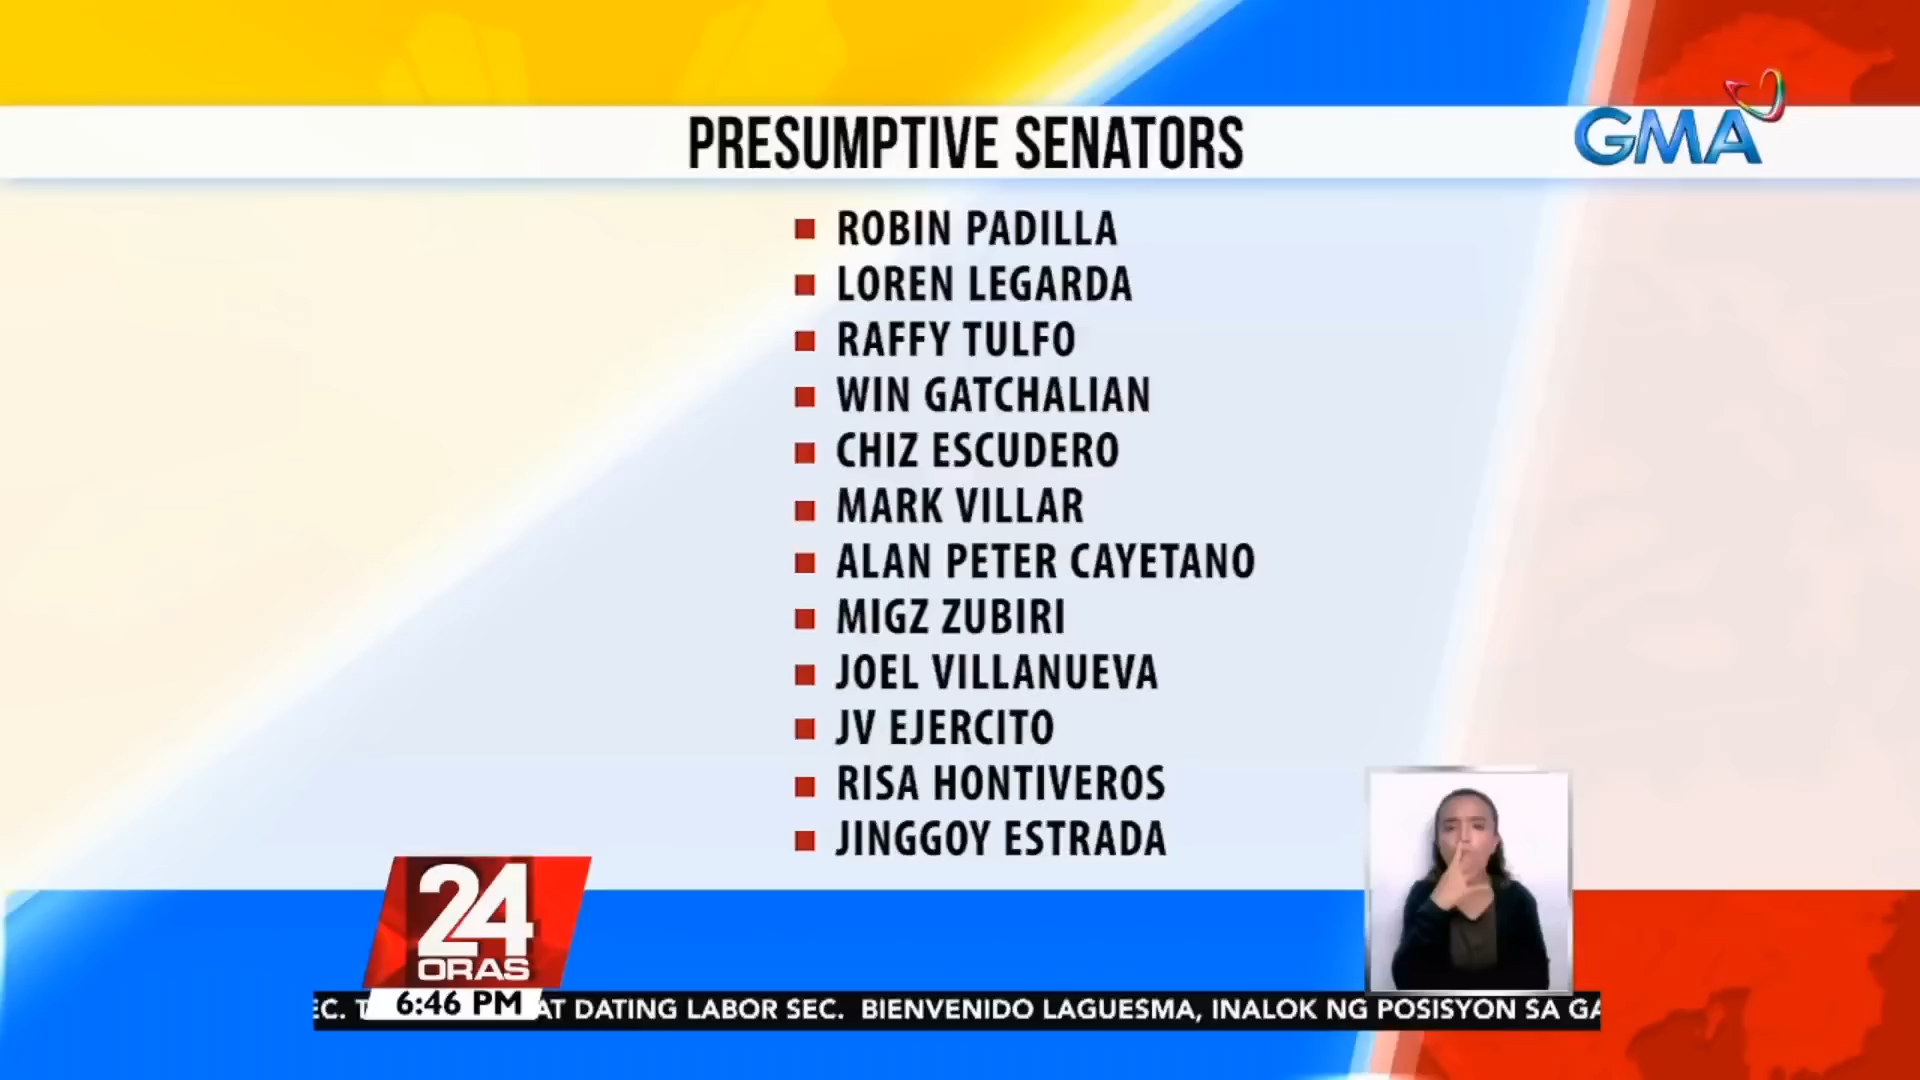 PRESUMPTIVE SENATORS
GMA
ROBIN PADILLA
LOREN LEGARDA
RAFFY TULFO
WIN GATCHALIAN
CHIZ ESCUDERO
MARK VILLAR
ALAN PETER CAYETANO
MIGZ ZUBIRI
JOEL VILLANUEVA
JV EJERCITO
RISA HONTIVEROS
JINGGOY ESTRADA
24
ORAS
6:46 PM
AT DATING LABOR SEC. BIENVENIDO LAGUESMA, INALOK NG POSISYON SA